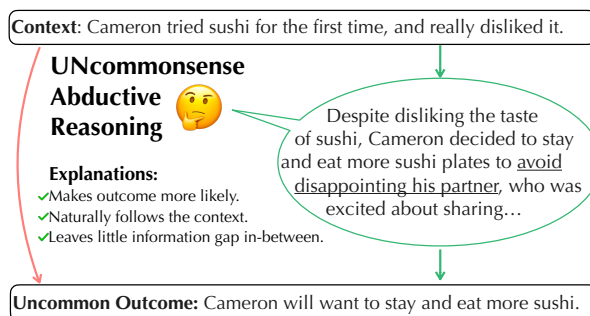 Context: Cameron tried sushi for the first time, and really disliked it.
UNcommonsense
Abductive
Reasoning
Explanations:
✓Makes outcome more likely.
✓Naturally follows the context.
✓Leaves little information gap in-between.
Despite disliking the taste
of sushi, Cameron decided to stay
and eat more sushi plates to avoid
disappointing his partner, who was
excited about sharing...
Uncommon Outcome: Cameron will want to stay and eat more sushi.